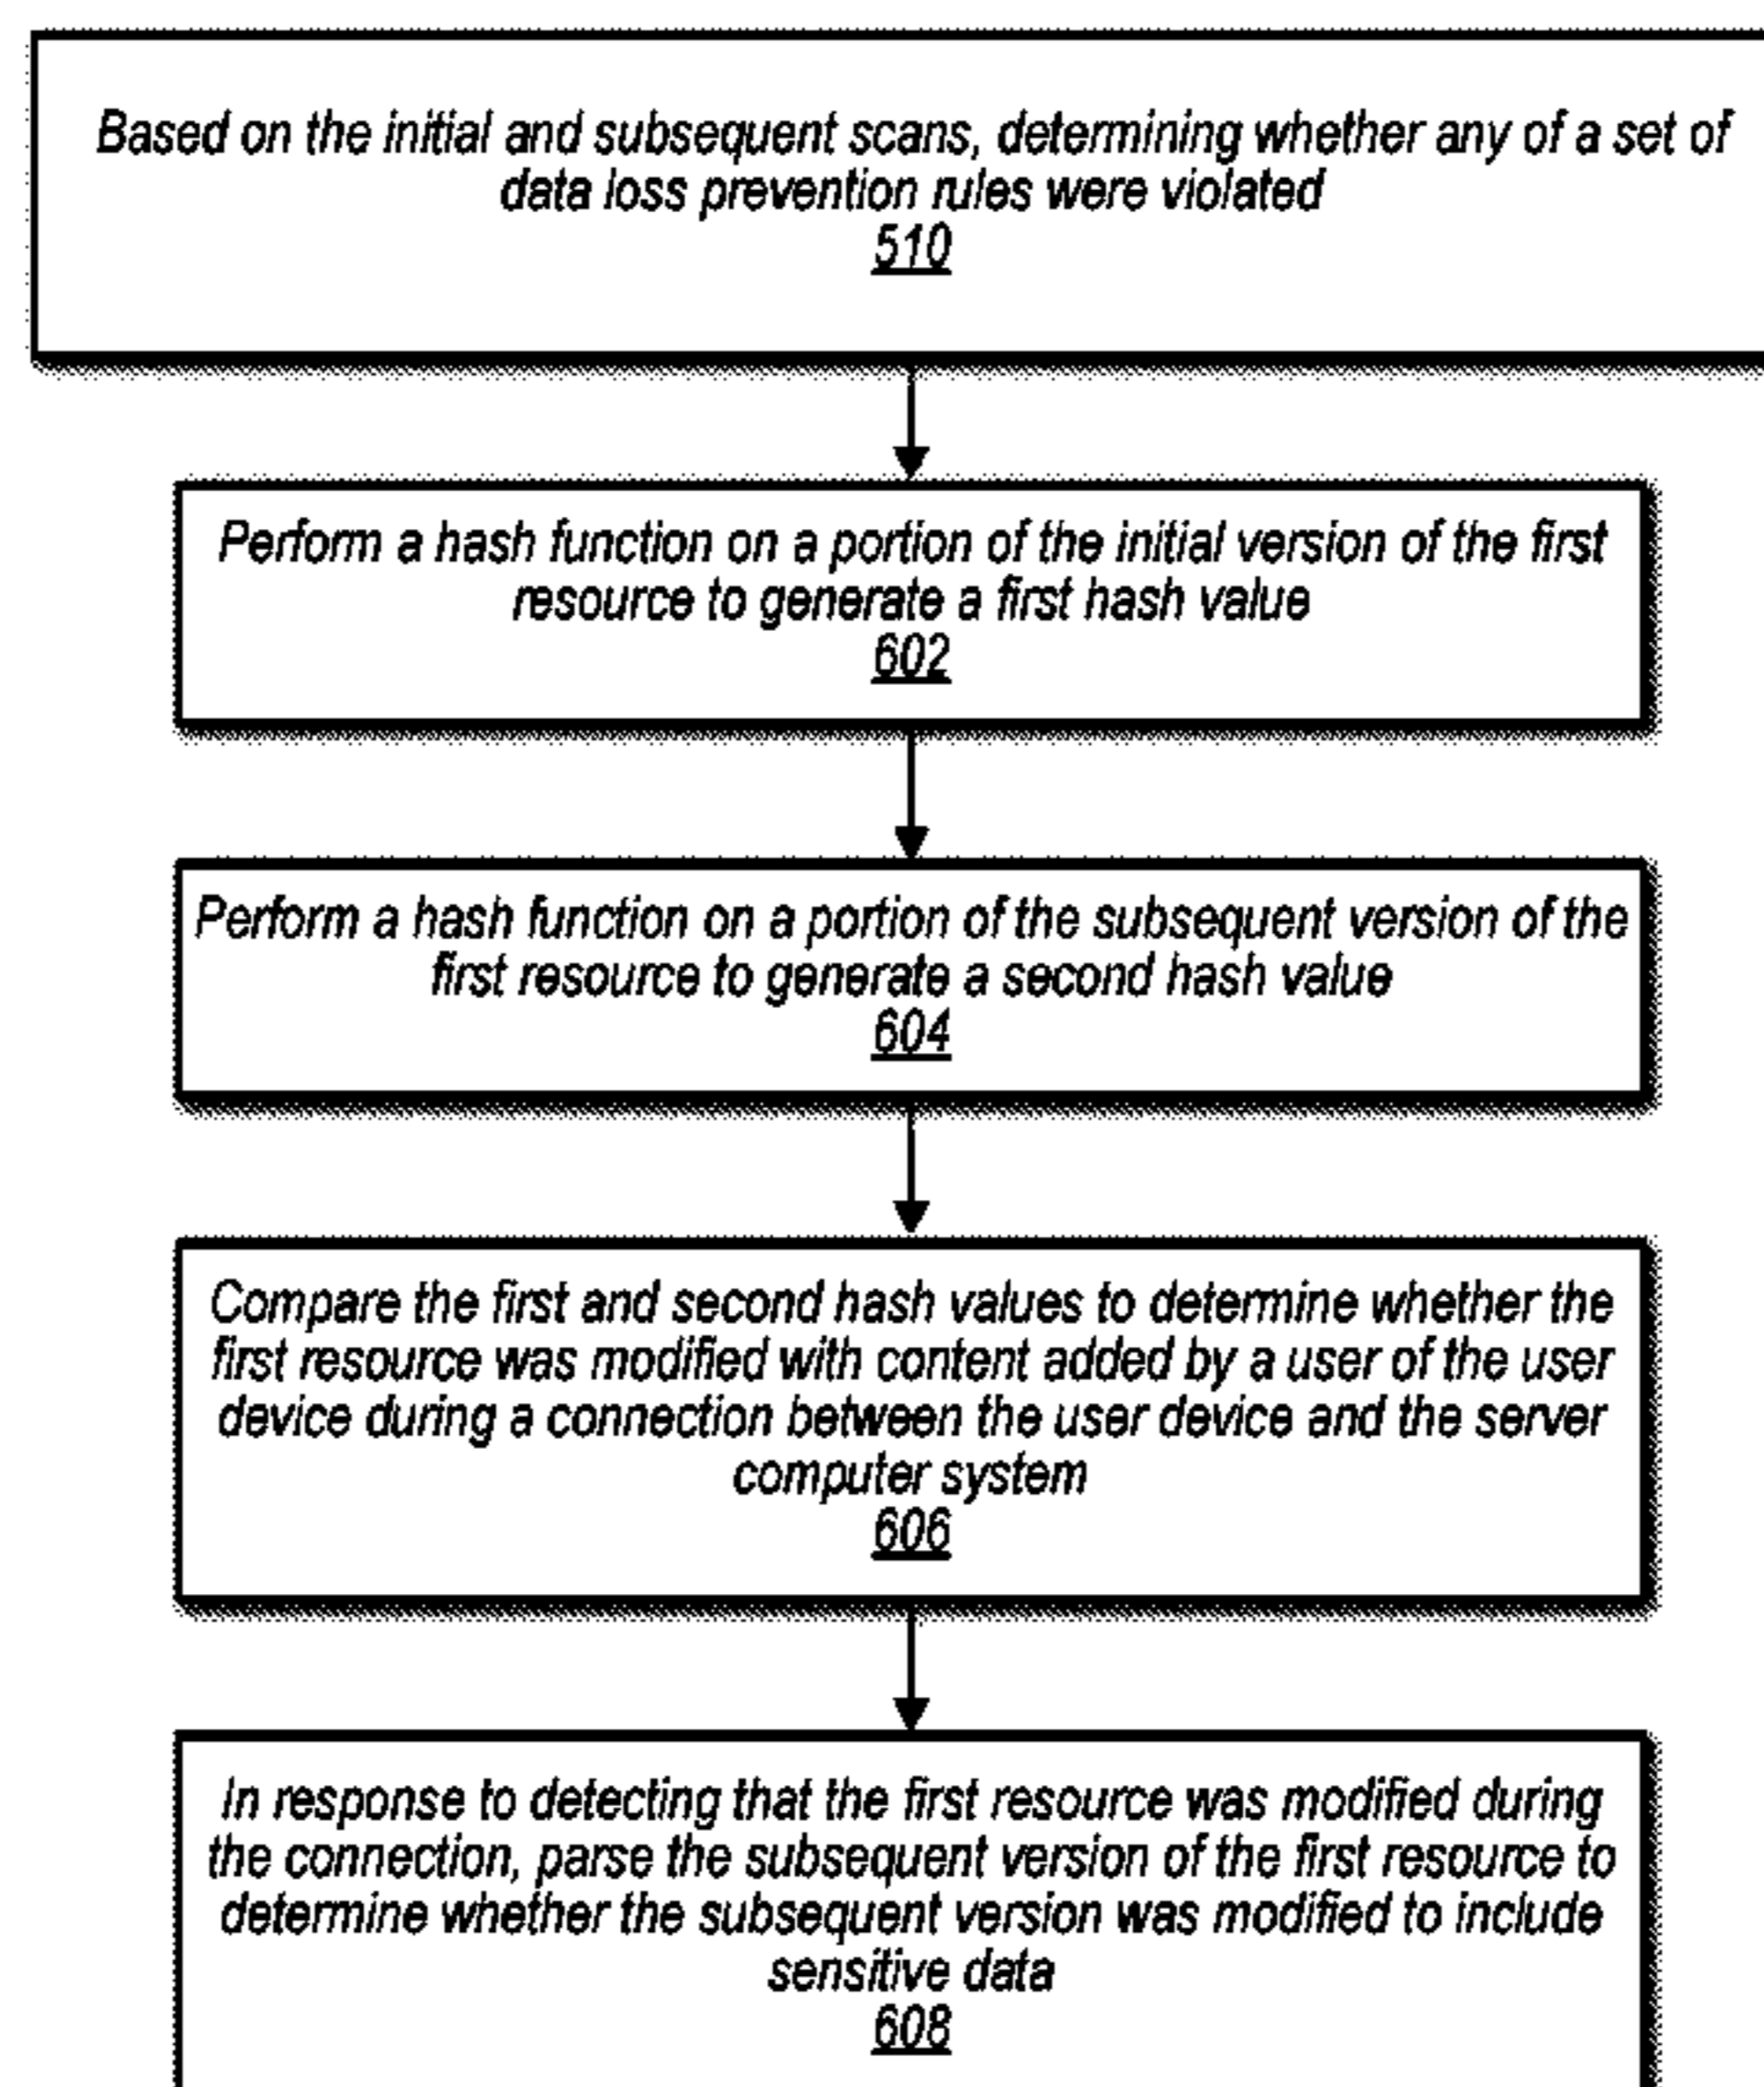 Based on the initial and subsequent scans, determining whether any of a set of
data loss prevention rules were violated
510
Perform a hash function on a portion of the initial version of the first
resource to generate a first hash value
602
Perform a hash function on a portion of the subsequent version of the
first resource to generate a second hash value
604
Compare the first and second hash values to determine whether the
first resource was modified with content added by a user of the user
device during a connection between the user device and the server
computer system
606
In response to detecting that the first resource was modified during
the connection, parse the subsequent version of the first resource to
determine whether the subsequent version was modified to include
sensitive data
608